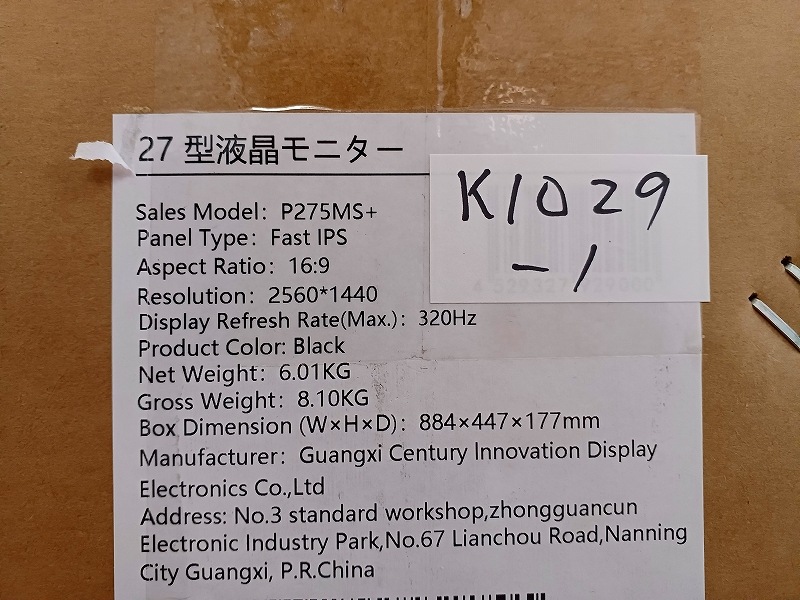 27 型液晶モニター
K1029
-1
Sales Model: P275MS+
Panel Type: Fast IPS
Aspect Ratio: 16:9
Resolution: 2560*1440
Display Refresh Rate(Max.): 320Hz
Product Color: Black
Net Weight: 6.01KG
Gross Weight: 8.10KG
Box Dimension (W×H×D): 884×447×177mm
Manufacturer: Guangxi Century Innovation Display
Electronics Co.,Ltd
Address: No.3 standard workshop,zhongguancun
Electronic Industry Park,No.67 Lianchou Road,Nanning
City Guangxi, P.R.China